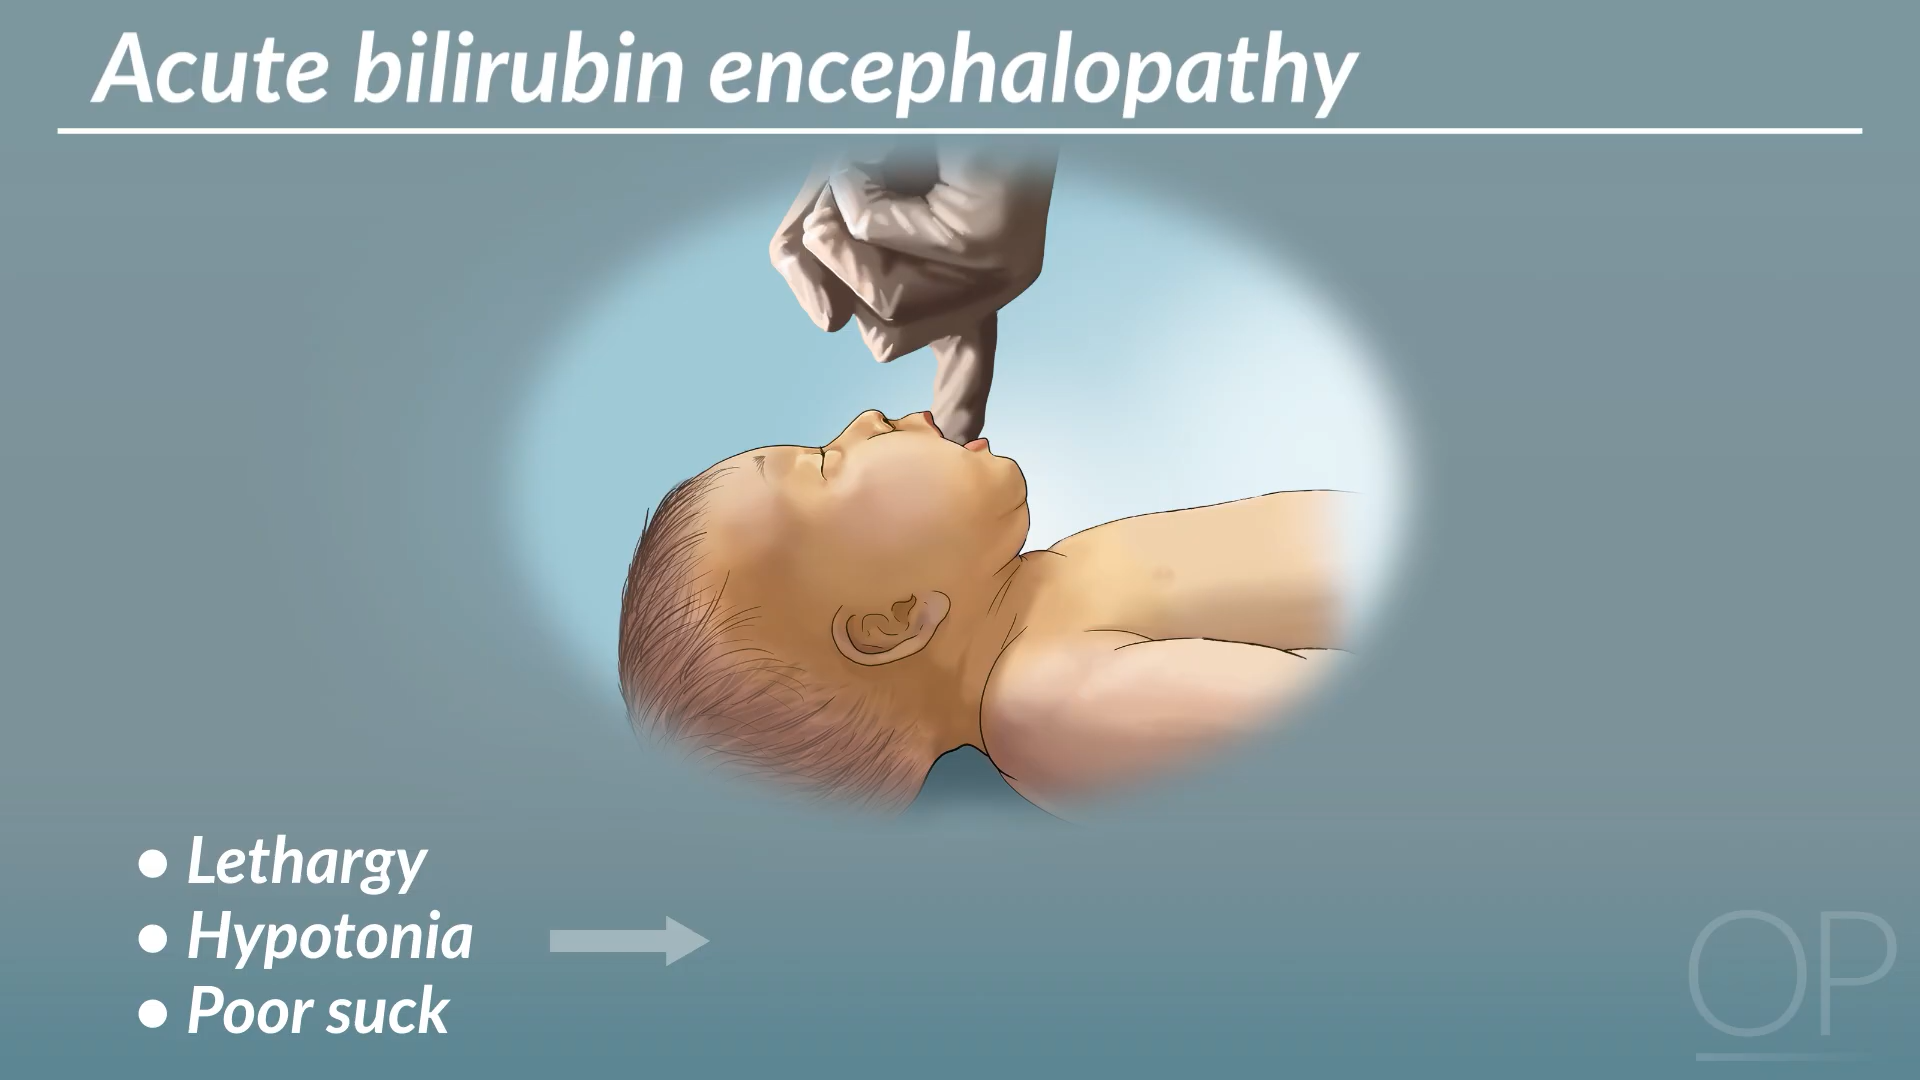 Acute bilirubin encephalopathy
• Lethargy
• Hypotonia
• Poor suck
OP